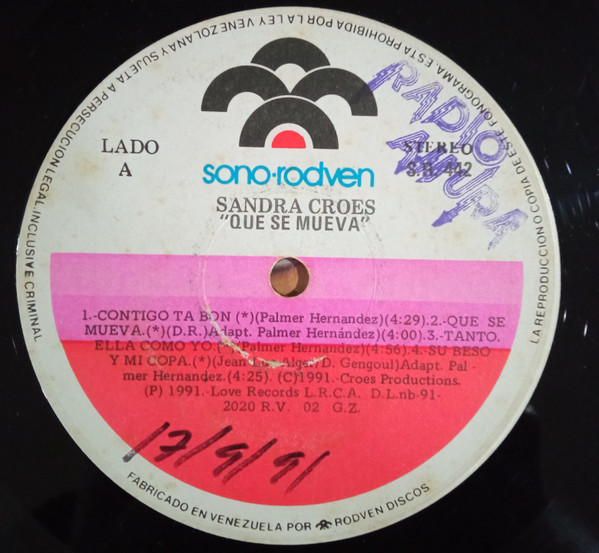 LA REPRODUCCION O COPIA DE ESTE FONOGRAMA, ESTA PROHIBIDA POR LA LEY VENEZOLANA Y SUJETA A PERSECUCION LEGAL INCLUSIVE CRIMINAL
LADO
A
sono·rodven
STEREO
S.R. 442
RADIO
SANDRA CROES
"QUE SE MUEVA"
1.-CONTIGO TA BON (*)(Palmer Hernandez)(4:29).2.-QUE SE
MUEVA.(*)(D.R.)Adapt. Palmer Hernández)(4:00).3.-TANTO.
ELLA COMO YO.(*)(Palmer Hernandez)(4:56).4.-SU BESO
Y MI COPA.(*)(Jean Luc Alger/D. Gengoul)Adapt. Pal-
mer Hernandez.(4:25). (C)1991.-Croes Productions.
(P) 1991.-Love Records L.R.C.A. D.L.nb-91-
2020 R.V. 02 G.Z.
17/9/91
FABRICADO EN VENEZUELA POR RODVEN DISCOS